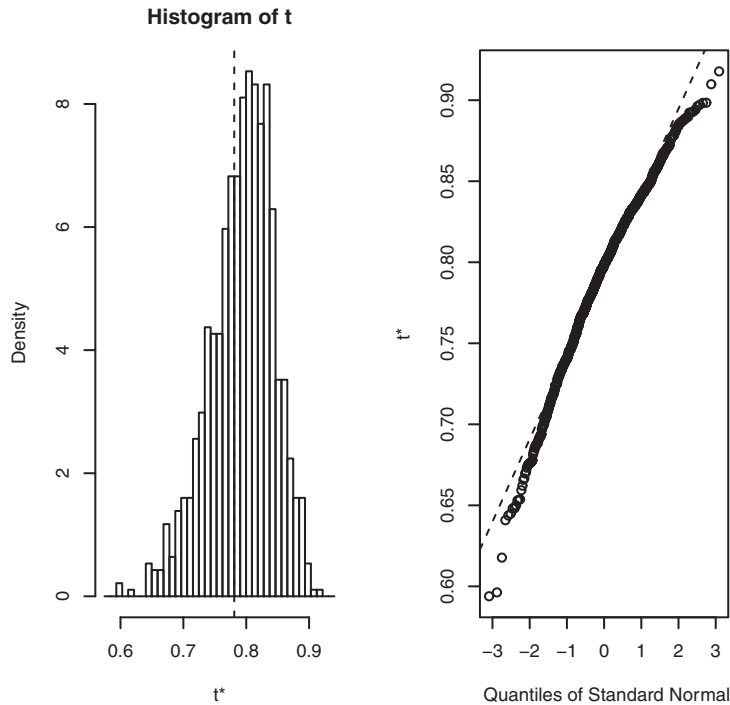 Histogram of t
Density
0
2
4
6
8
0.6 0.7 0.8 0.9
t*
t*
0.60 0.65 0.70 0.75 0.80 0.85 0.90
−3 −2 −1 0 1 2 3
Quantiles of Standard Normal